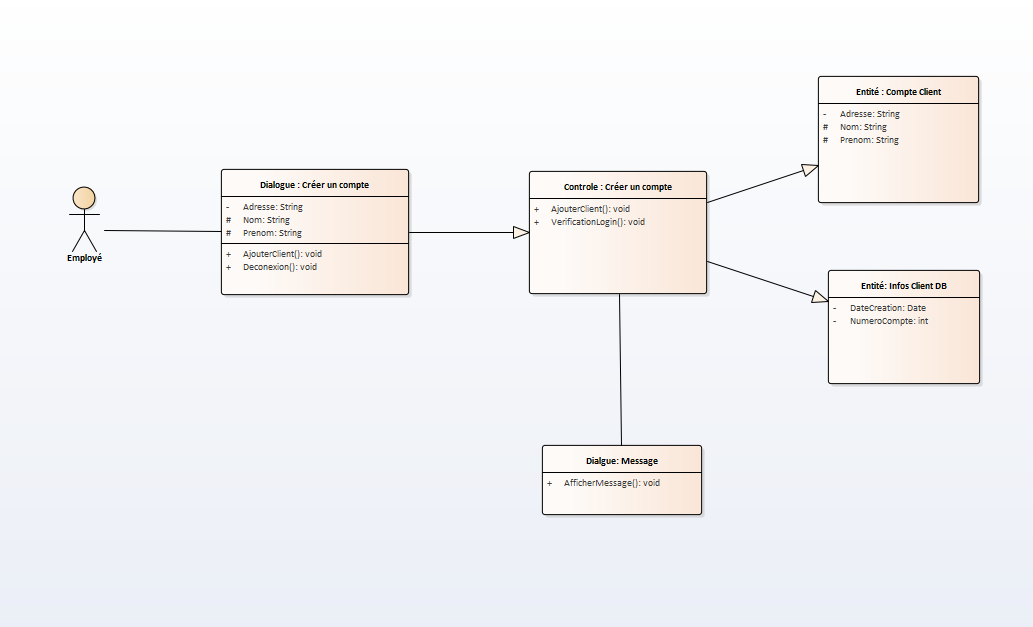 Employé
Dialogue : Créer un compte
- Adresse: String
# Nom: String
# Prenom: String
+ AjouterClient(): void
+ Deconexion(): void
Controle : Créer un compte
+ AjouterClient(): void
+ VerificationLogin(): void
Entité : Compte Client
- Adresse: String
# Nom: String
# Prenom: String
Entité: Infos Client DB
- DateCreation: Date
- NumeroCompte: int
Dialgue: Message
+ AfficherMessage(): void